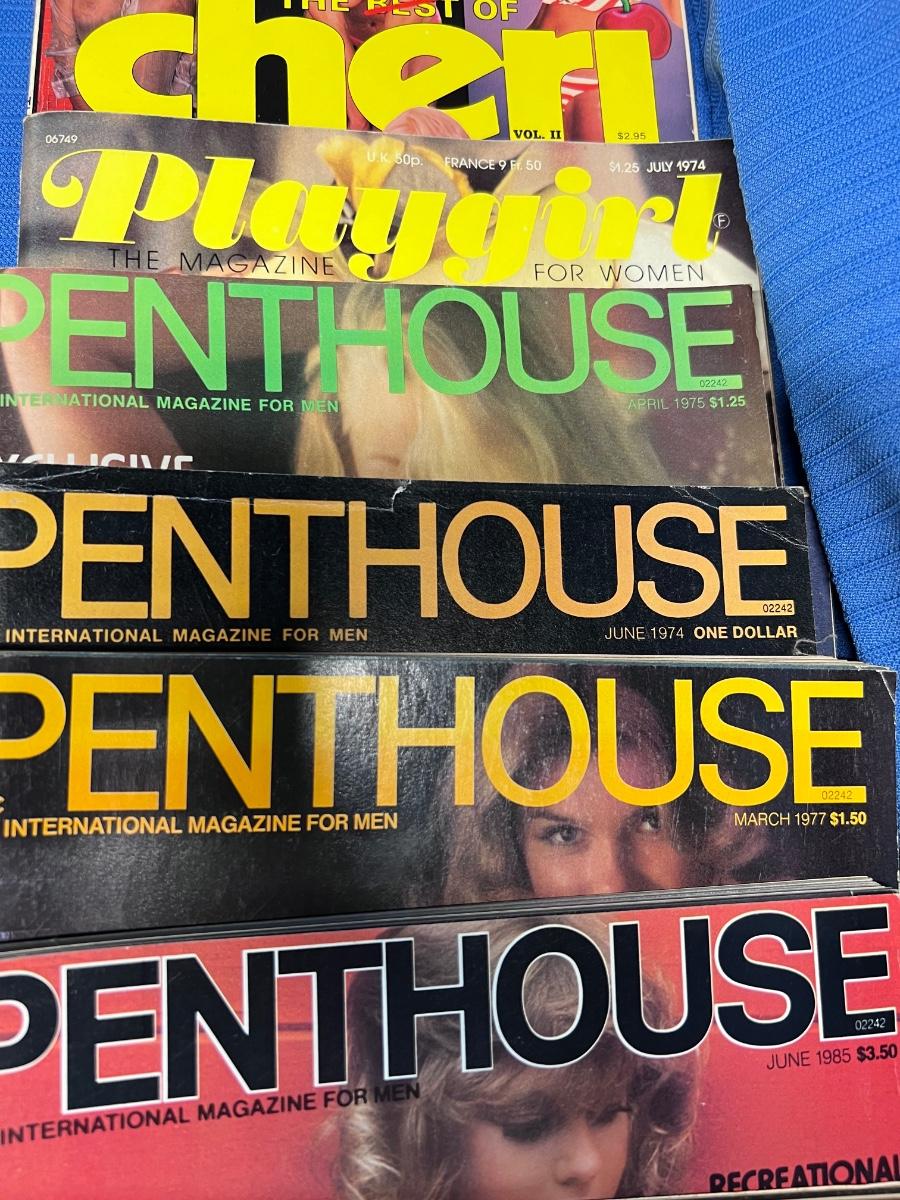 THE BEST OF
cheri
VOL. II $2.95
06749 U.K. 50p. FRANCE 9 Fr. 50 $1.25 JULY 1974
Playgirl
THE MAGAZINE FOR WOMEN
PENTHOUSE
02242
INTERNATIONAL MAGAZINE FOR MEN APRIL 1975 $1.25
XCLUSIVE
PENTHOUSE
02242
INTERNATIONAL MAGAZINE FOR MEN JUNE 1974 ONE DOLLAR
PENTHOUSE
02242
INTERNATIONAL MAGAZINE FOR MEN MARCH 1977 $1.50
PENTHOUSE
02242
INTERNATIONAL MAGAZINE FOR MEN JUNE 1985 $3.50
RECREATIONAL